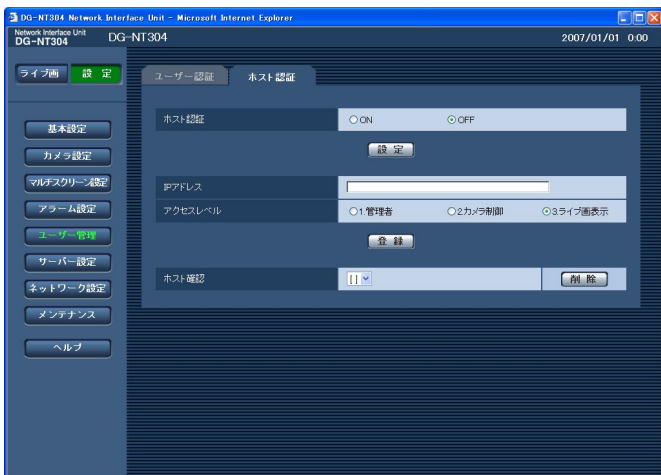 DG-NT304 Network Interface Unit - Microsoft Internet Explorer
Network Interface Unit
DG-NT304
DG-NT304
2007/01/01 0:00
ライブ画 設 定
ユーザー認証 ホスト認証
基本設定
カメラ設定
マルチスクリーン設定
アラーム設定
ユーザー管理
サーバー設定
ネットワーク設定
メンテナンス
ヘルプ
ホスト認証 ON OFF
設 定
IPアドレス
アクセスレベル 1.管理者 2.カメラ制御 3.ライブ画表示
登 録
ホスト確認 [ ] 削 除